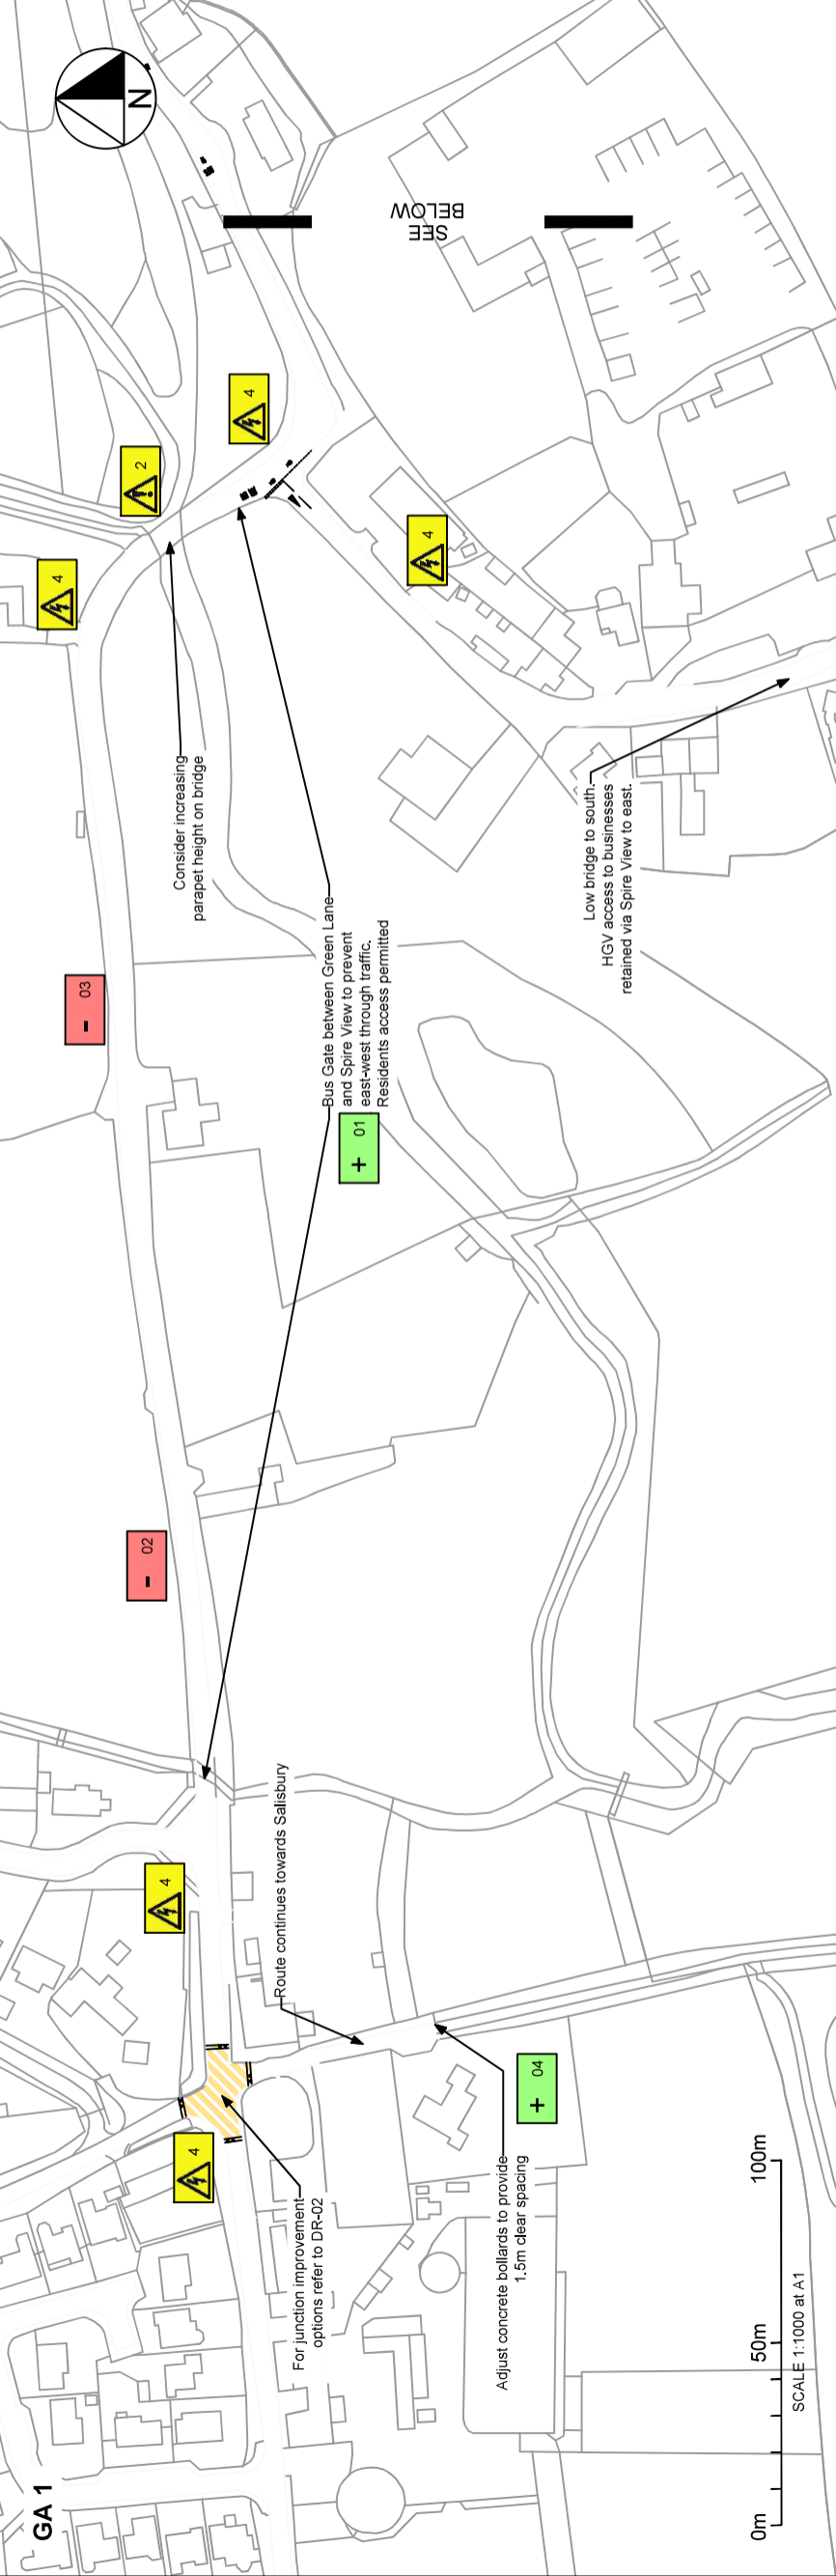 GA 1
N
SEE
BELOW
4
2
4
4
Consider increasing
parapet height on bridge
- 03
Low bridge to south.
HGV access to businesses
retained via Spire View to east.
Bus Gate between Green Lane
and Spire View to prevent
east-west through traffic.
Residents access permitted
+ 01
- 02
4
Route continues towards Salisbury
4
For junction improvement
options refer to DR-02
+ 04
Adjust concrete bollards to provide
1.5m clear spacing
0m
50m
100m
SCALE 1:1000 at A1